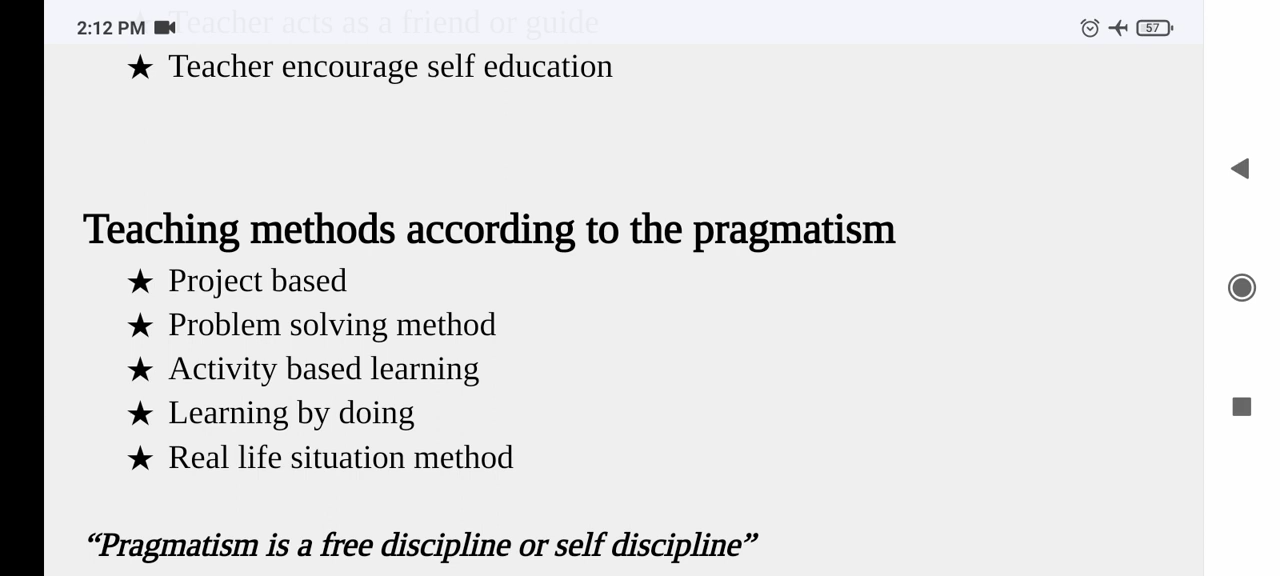 2:12 PM
57
★ Teacher acts as a friend or guide
★ Teacher encourage self education
Teaching methods according to the pragmatism
★ Project based
★ Problem solving method
★ Activity based learning
★ Learning by doing
★ Real life situation method
“Pragmatism is a free discipline or self discipline”